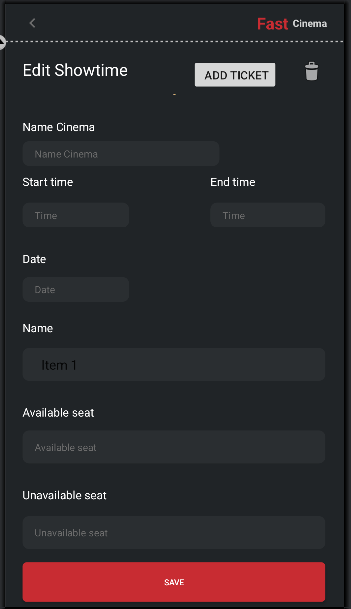 Fast Cinema
Edit Showtime
ADD TICKET
Name Cinema
Name Cinema
Start time End time
Time Time
Date
Date
Name
Item 1
Available seat
Available seat
Unavailable seat
Unavailable seat
SAVE